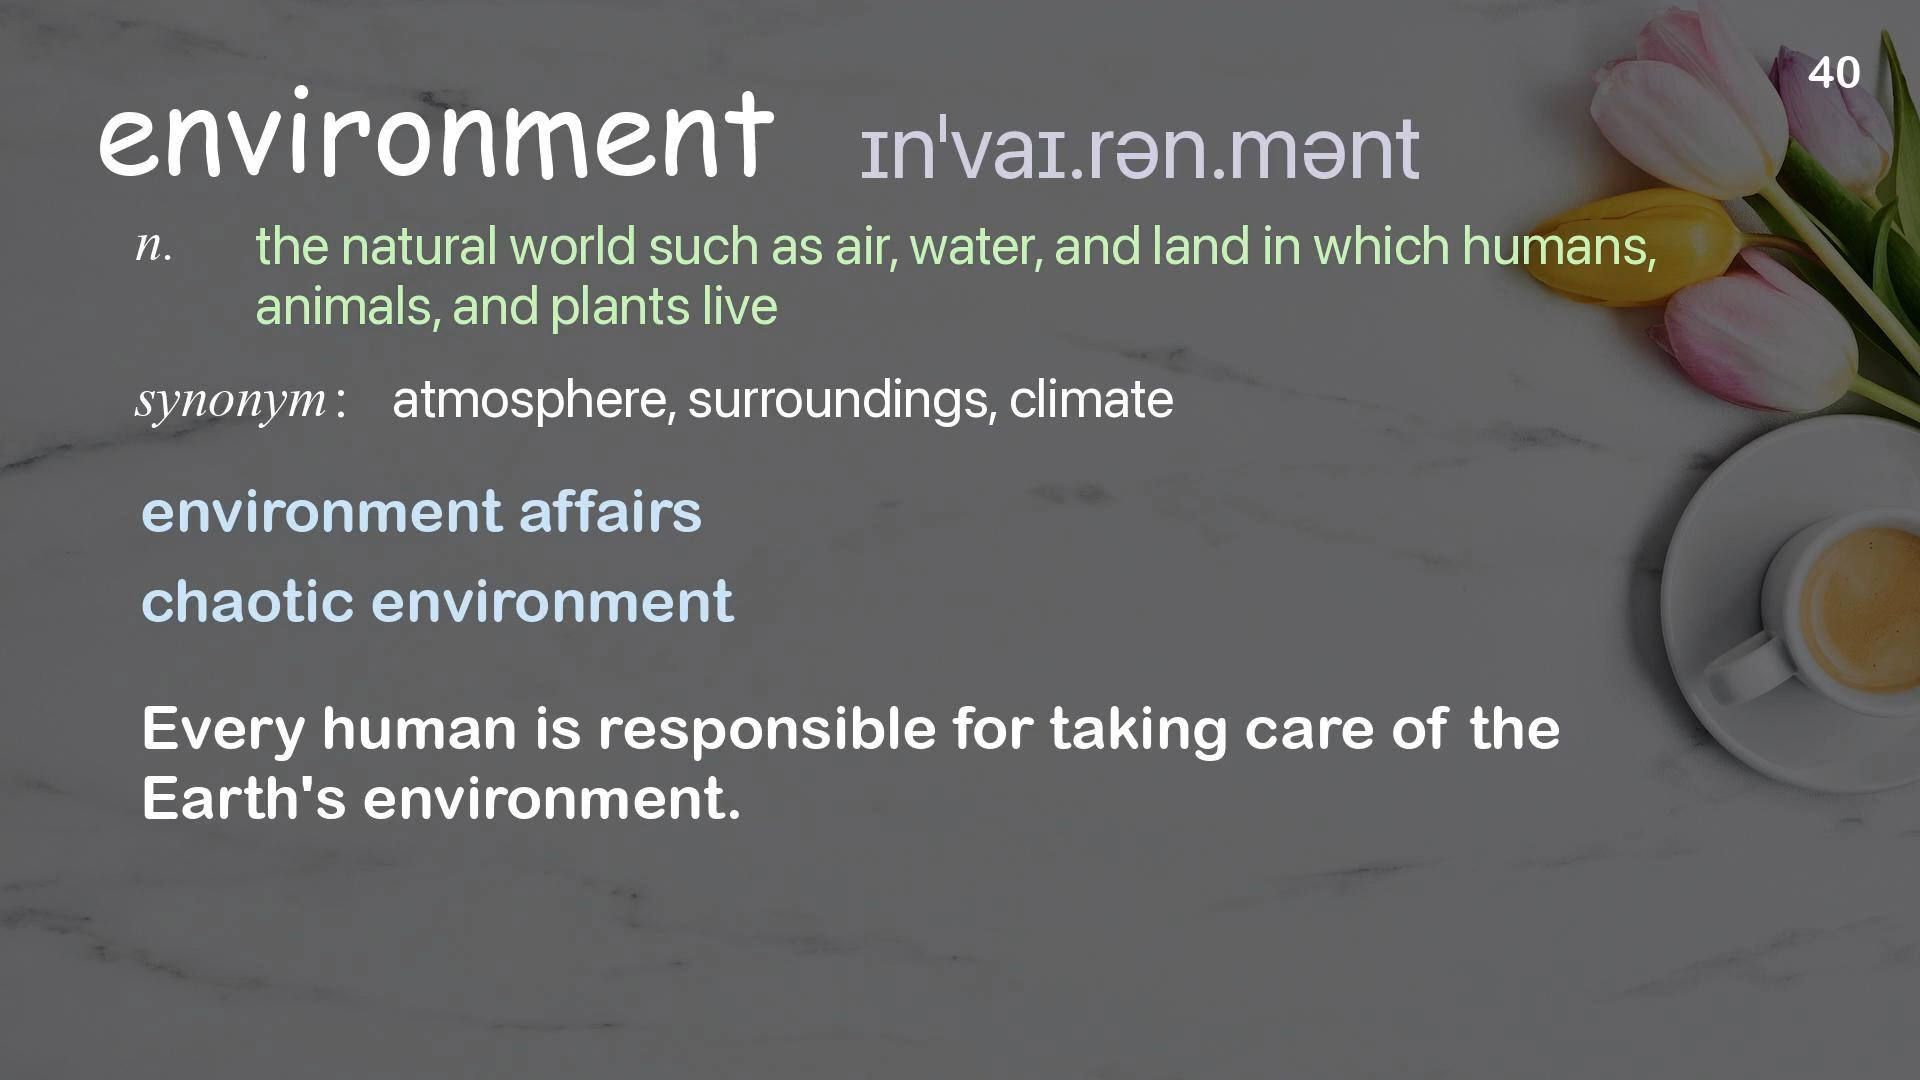 40
environment ɪnˈvaɪ.rən.mənt
n. the natural world such as air, water, and land in which humans,
animals, and plants live
synonym : atmosphere, surroundings, climate
environment affairs
chaotic environment
Every human is responsible for taking care of the
Earth's environment.